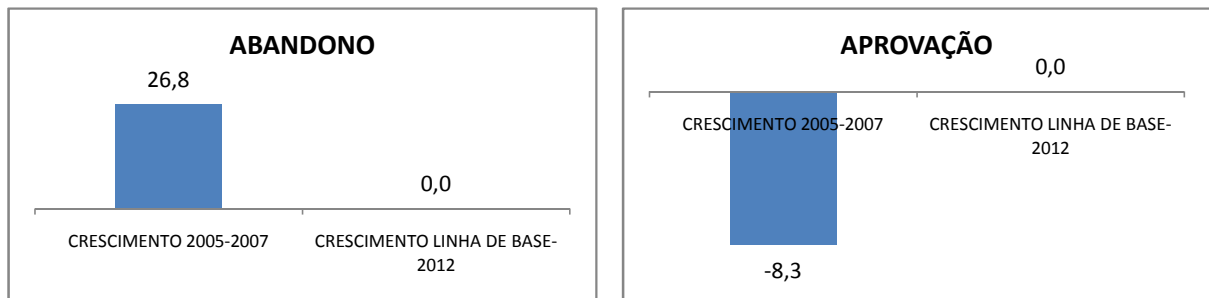 ABANDONO
26,8
0,0
CRESCIMENTO 2005-2007
CRESCIMENTO LINHA DE BASE-
2012
APROVAÇÃO
0,0
CRESCIMENTO 2005-2007
CRESCIMENTO LINHA DE BASE-
2012
-8,3